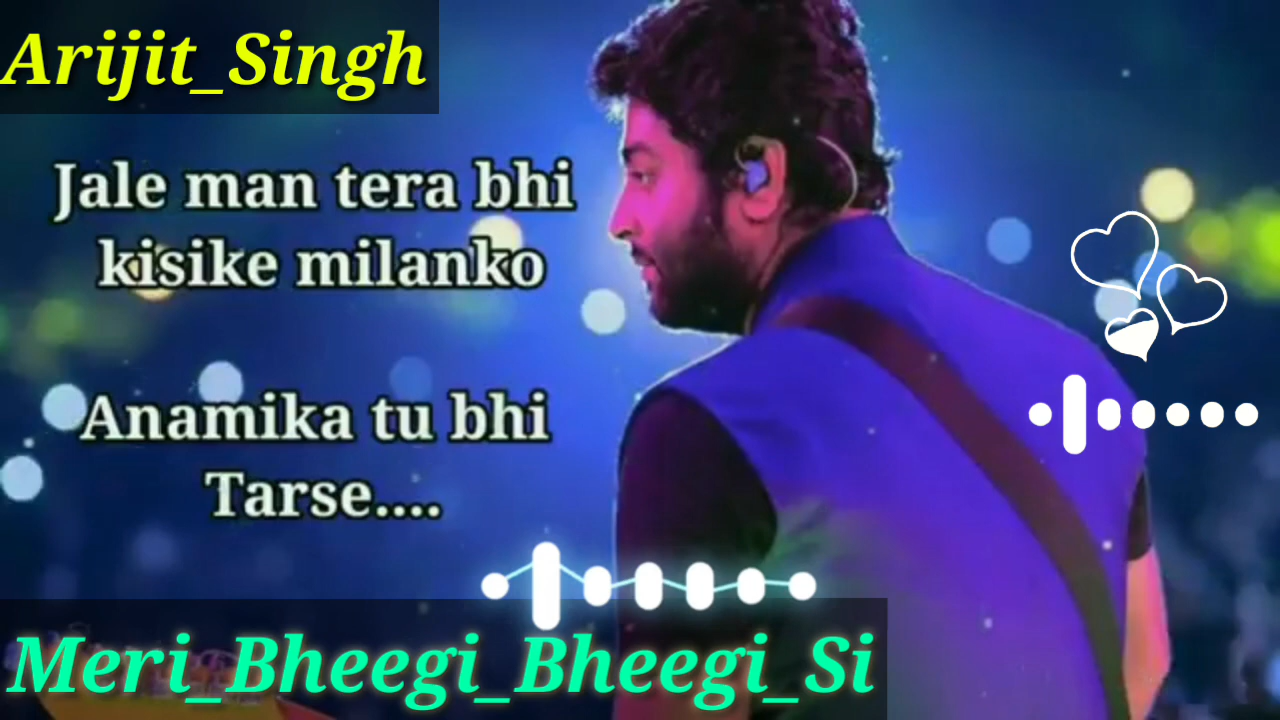 Arijit_Singh
Jale man tera bhi
kisike milanko
Anamika tu bhi
Tarse....
Meri_Bheegi_Bheegi_Si